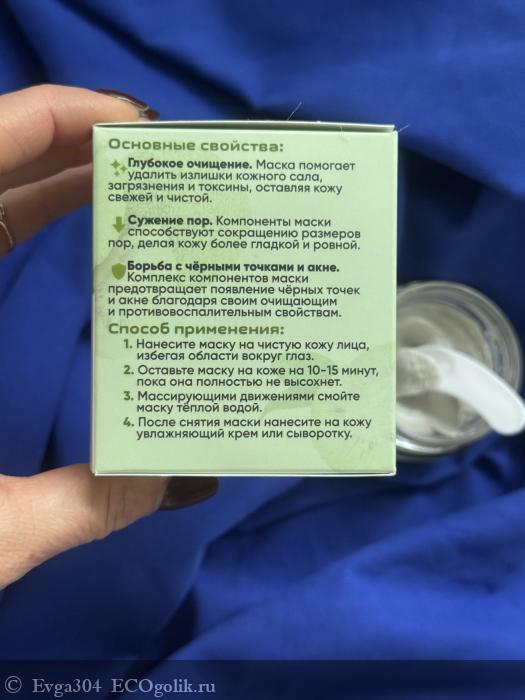 Основные свойства:
Глубокое очищение. Маска помогает
удалить излишки кожного сала,
загрязнения и токсины, оставляя кожу
свежей и чистой.
Сужение пор. Компоненты маски
способствуют сокращению размеров
пор, делая кожу более гладкой и ровной.
Борьба с чёрными точками и акне.
Комплекс компонентов маски
предотвращает появление чёрных точек
и акне благодаря своим очищающим
и противовоспалительным свойствам.
Способ применения:
1. Нанесите маску на чистую кожу лица,
избегая области вокруг глаз.
2. Оставьте маску на коже на 10-15 минут,
пока она полностью не высохнет.
3. Массирующими движениями смойте
маску тёплой водой.
4. После снятия маски нанесите на кожу
увлажняющий крем или сыворотку.
© Evga304 ECOgolik.ru